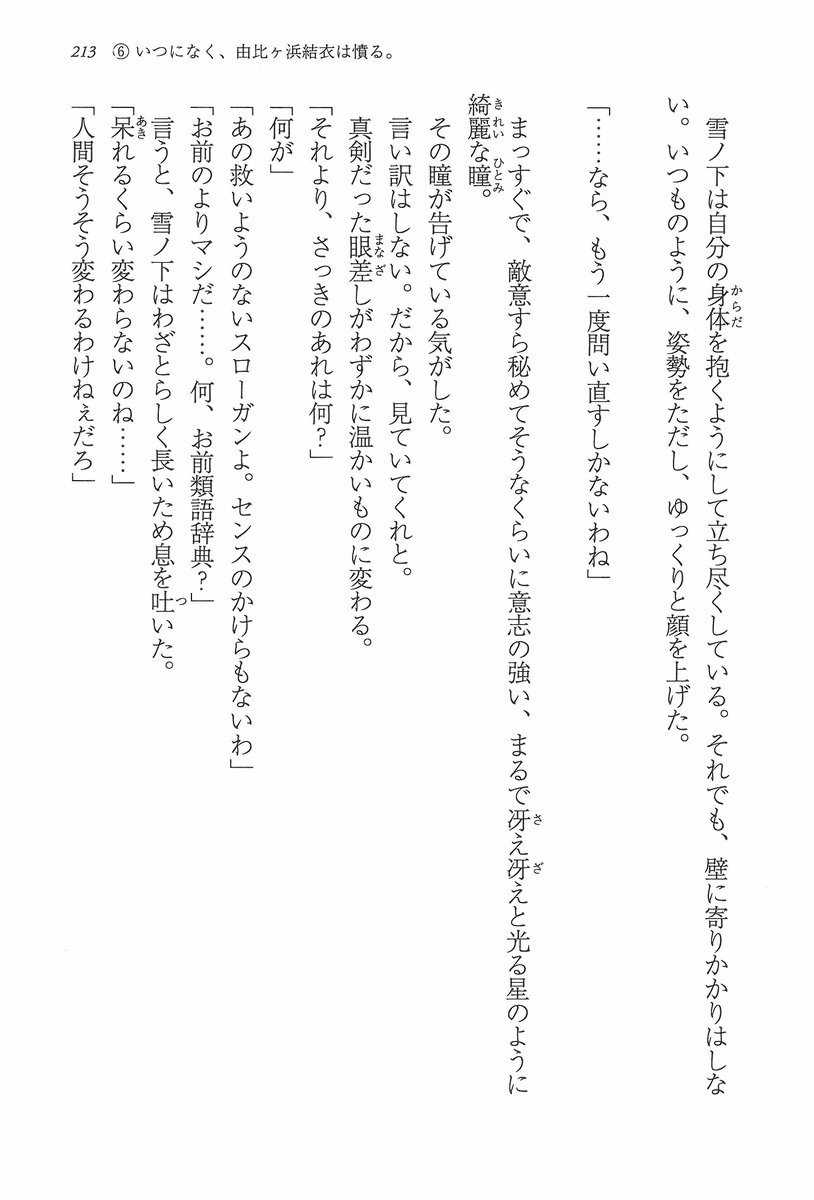 213 ⑥ いつになく、由比ヶ浜結衣は憤る。
雪ノ下は自分の身体を抱くようにして立ち尽くしている。それでも、壁に寄りかかりはしな
い。いつものように、姿勢をただし、ゆっくりと顔を上げた。
「……なら、もう一度問い直すしかないわね」
まっすぐで、敵意すら秘めてそうなくらいに意志の強い、まるで冴え冴えと光る星のように
綺麗な瞳。
その瞳が告げている気がした。
言い訳はしない。だから、見ていてくれと。
真剣だった眼差しがわずかに温かいものに変わる。
「それより、さっきのあれは何？」
「何が」
「あの救いようのないスローガンよ。センスのかけらもないわ」
「お前のよりマシだ……。何、お前類語辞典？」
言うと、雪ノ下はわざとらしく長いため息を吐いた。
「呆れるくらい変わらないのね……」
「人間そうそう変わるわけねぇだろ」